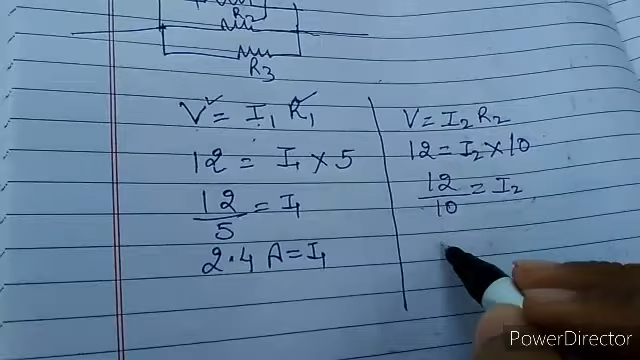 R2
R3
V = I1 R1
12 = I1 × 5
12/5 = I1
2.4 A = I1
V = I2 R2
12 = I2 × 10
12/10 = I2
PowerDirector